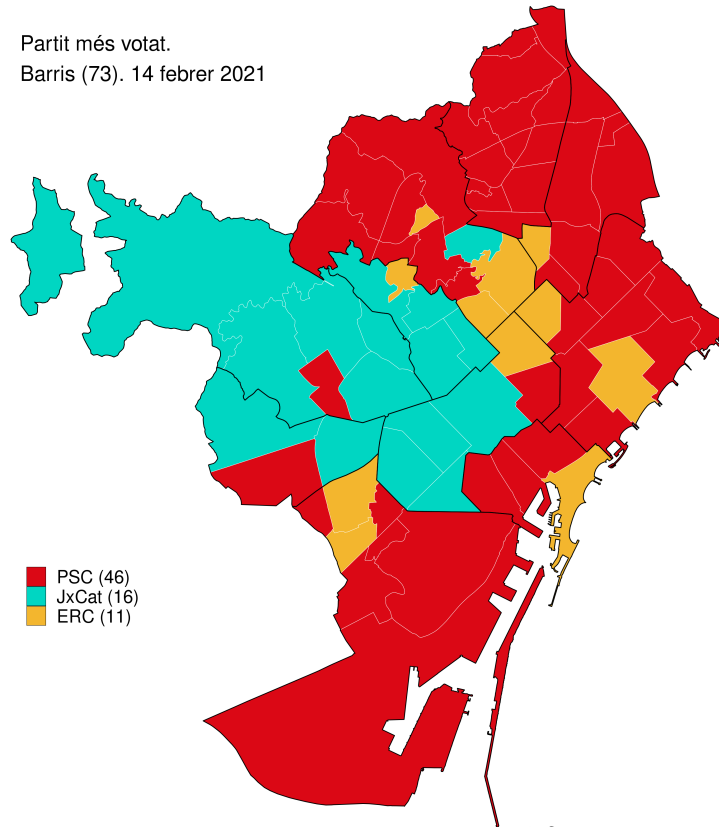 Partit més votat.
Barris (73). 14 febrer 2021
PSC (46)
JxCat (16)
ERC (11)